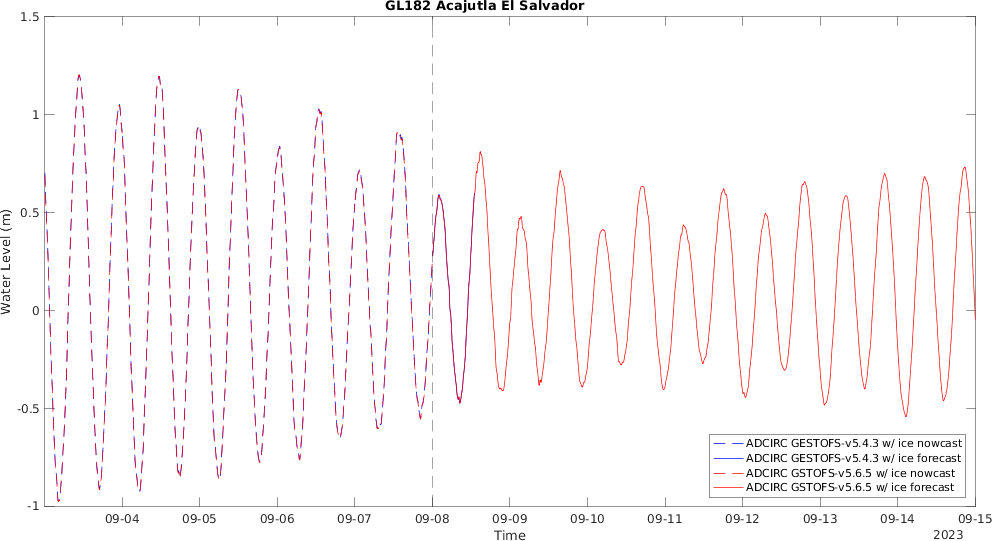 GL182 Acajutla El Salvador
1.5
1
0.5
0
-0.5
-1
Water Level (m)
ADCIRC GESTOFS-v5.4.3 w/ ice nowcast
ADCIRC GESTOFS-v5.4.3 w/ ice forecast
ADCIRC GSTOFS-v5.6.5 w/ ice nowcast
ADCIRC GSTOFS-v5.6.5 w/ ice forecast
09-04 09-05 09-06 09-07 09-08 09-09 09-10 09-11 09-12 09-13 09-14 09-15
Time
2023